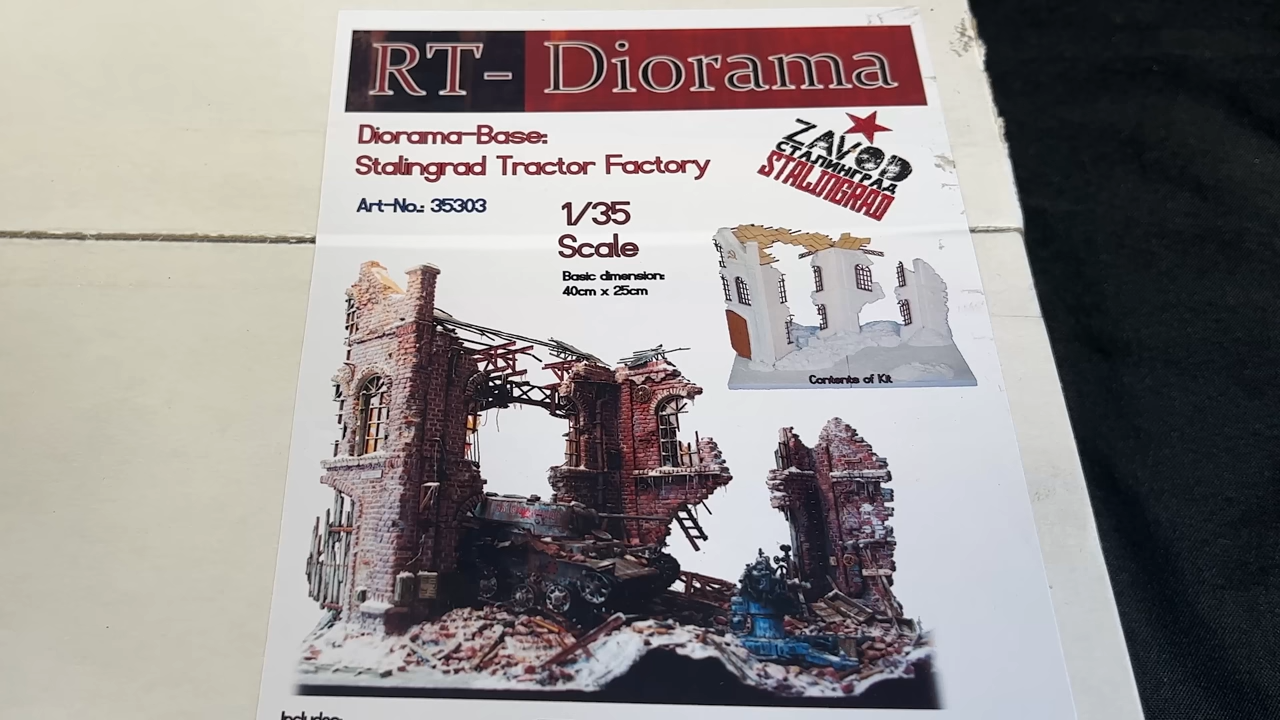 RT- Diorama
Diorama-Base:
Stalingrad Tractor Factory
Art-No.: 35303
1/35
Scale
Basic dimension:
40cm x 25cm
ZAVOD
СТАЛИНГРАД
STALINGRAD
Contents of Kit
Includes: